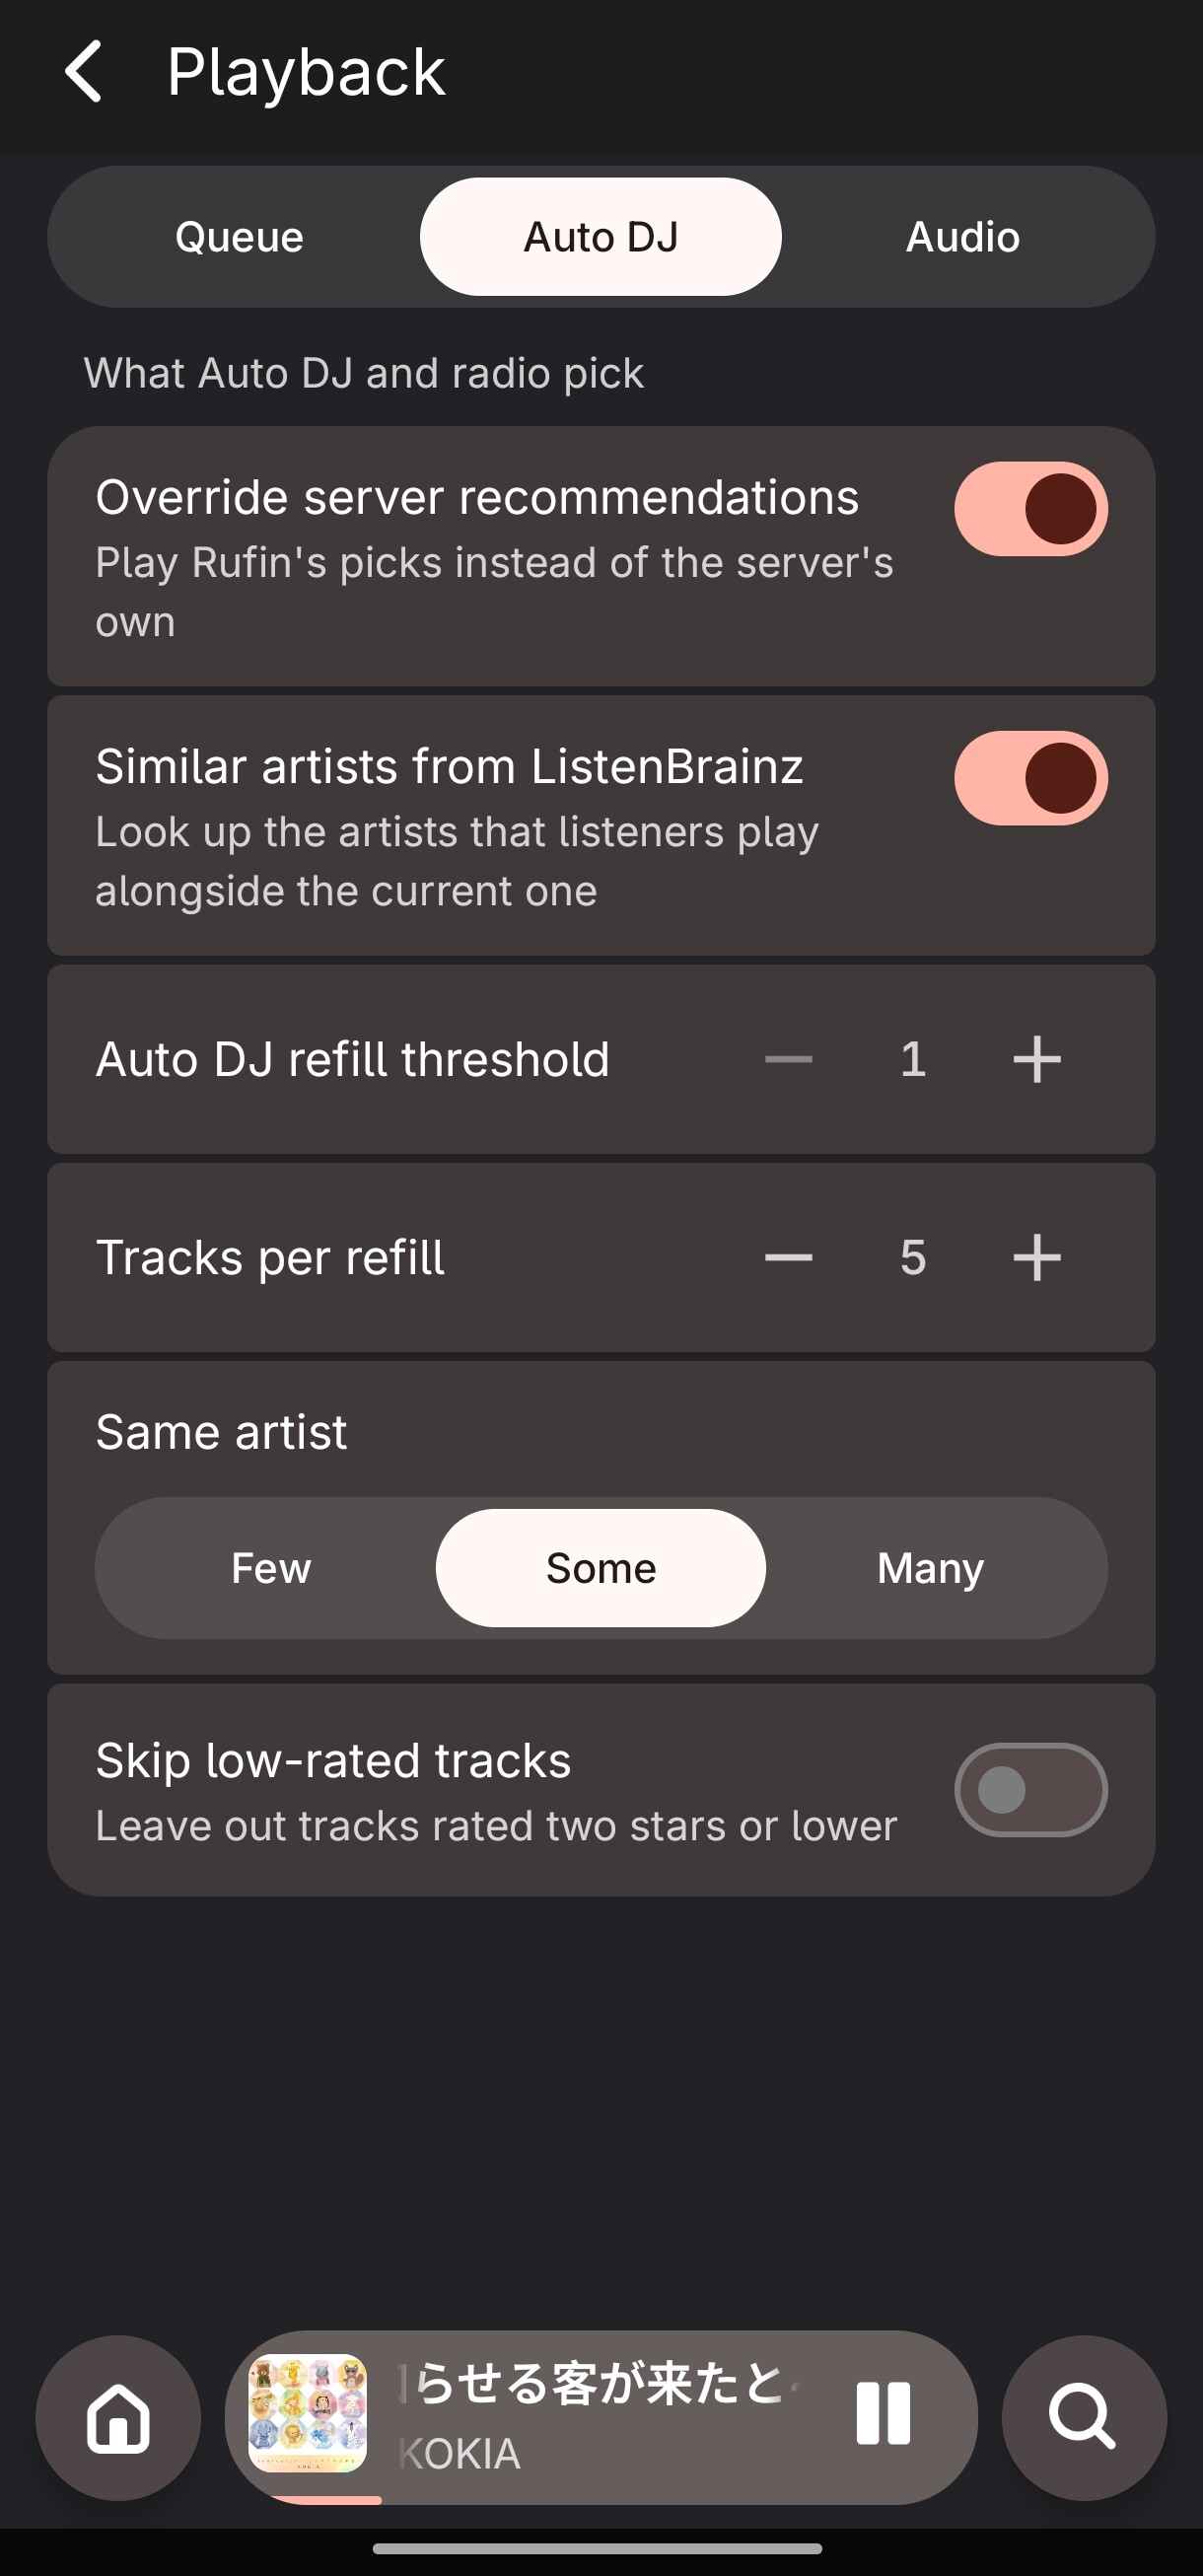 Playback
Queue
Auto DJ
Audio
What Auto DJ and radio pick
Override server recommendations
Play Rufin's picks instead of the server's
own
Similar artists from ListenBrainz
Look up the artists that listeners play
alongside the current one
Auto DJ refill threshold
1
Tracks per refill
5
Same artist
Few
Some
Many
Skip low-rated tracks
Leave out tracks rated two stars or lower
らせる客が来たと
KOKIA